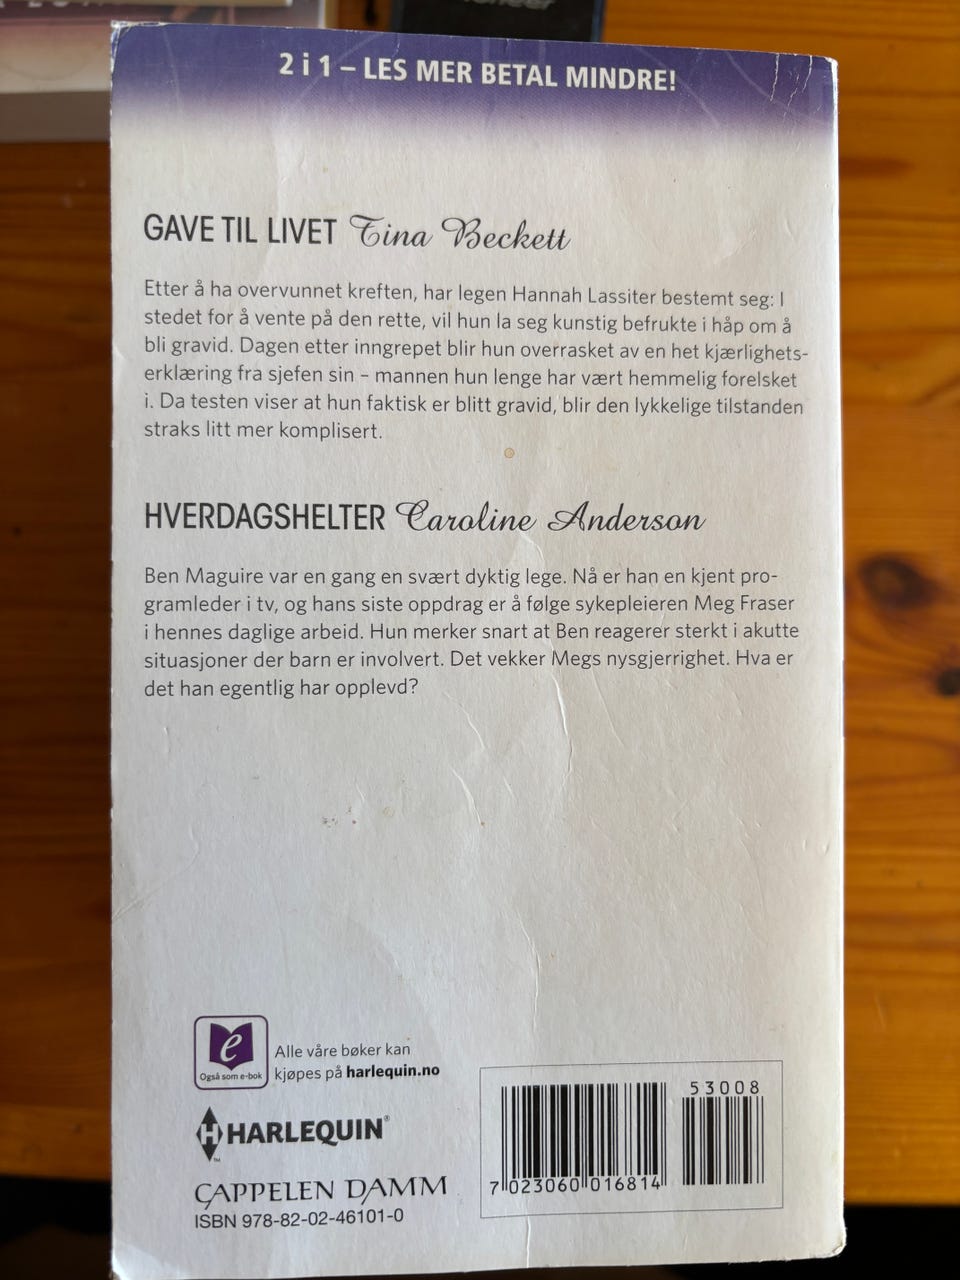 2 i 1 – LES MER BETAL MINDRE!
GAVE TIL LIVET Tina Beckett
Etter å ha overvunnet kreften, har legen Hannah Lassiter bestemt seg: I
stedet for å vente på den rette, vil hun la seg kunstig befrukte i håp om å
bli gravid. Dagen etter inngrepet blir hun overrasket av en het kjærlighets-
erklæring fra sjefen sin – mannen hun lenge har vært hemmelig forelsket
i. Da testen viser at hun faktisk er blitt gravid, blir den lykkelige tilstanden
straks litt mer komplisert.
HVERDAGSHELTER Caroline Anderson
Ben Maguire var en gang en svært dyktig lege. Nå er han en kjent pro-
gramleder i tv, og hans siste oppdrag er å følge sykepleieren Meg Fraser
i hennes daglige arbeid. Hun merker snart at Ben reagerer sterkt i akutte
situasjoner der barn er involvert. Det vekker Megs nysgjerrighet. Hva er
det han egentlig har opplevd?
e
Også som e-bok
Alle våre bøker kan
kjøpes på harlequin.no
H HARLEQUIN®
™
CAPPELEN DAMM
ISBN 978-82-02-46101-0
53008
7 023060 016814